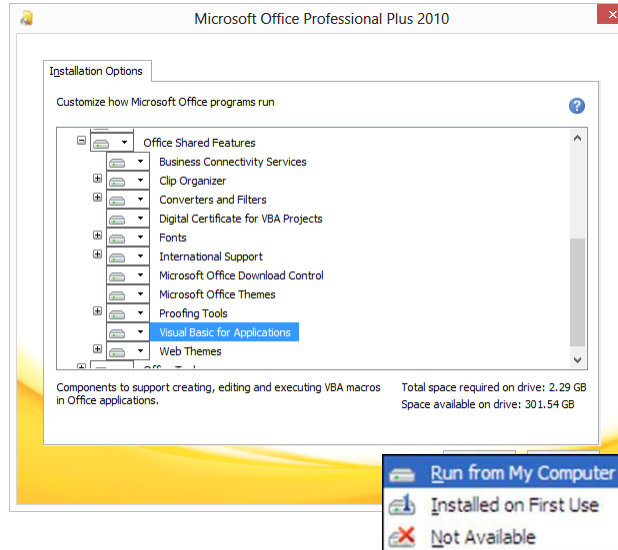 Microsoft Office Professional Plus 2010
Installation Options
Customize how Microsoft Office programs run
Office Shared Features
Business Connectivity Services
Clip Organizer
Converters and Filters
Digital Certificate for VBA Projects
Fonts
International Support
Microsoft Office Download Control
Microsoft Office Themes
Proofing Tools
Visual Basic for Applications
Web Themes
Components to support creating, editing and executing VBA macros
in Office applications.
Total space required on drive: 2.29 GB
Space available on drive: 301.54 GB
Run from My Computer
Installed on First Use
Not Available